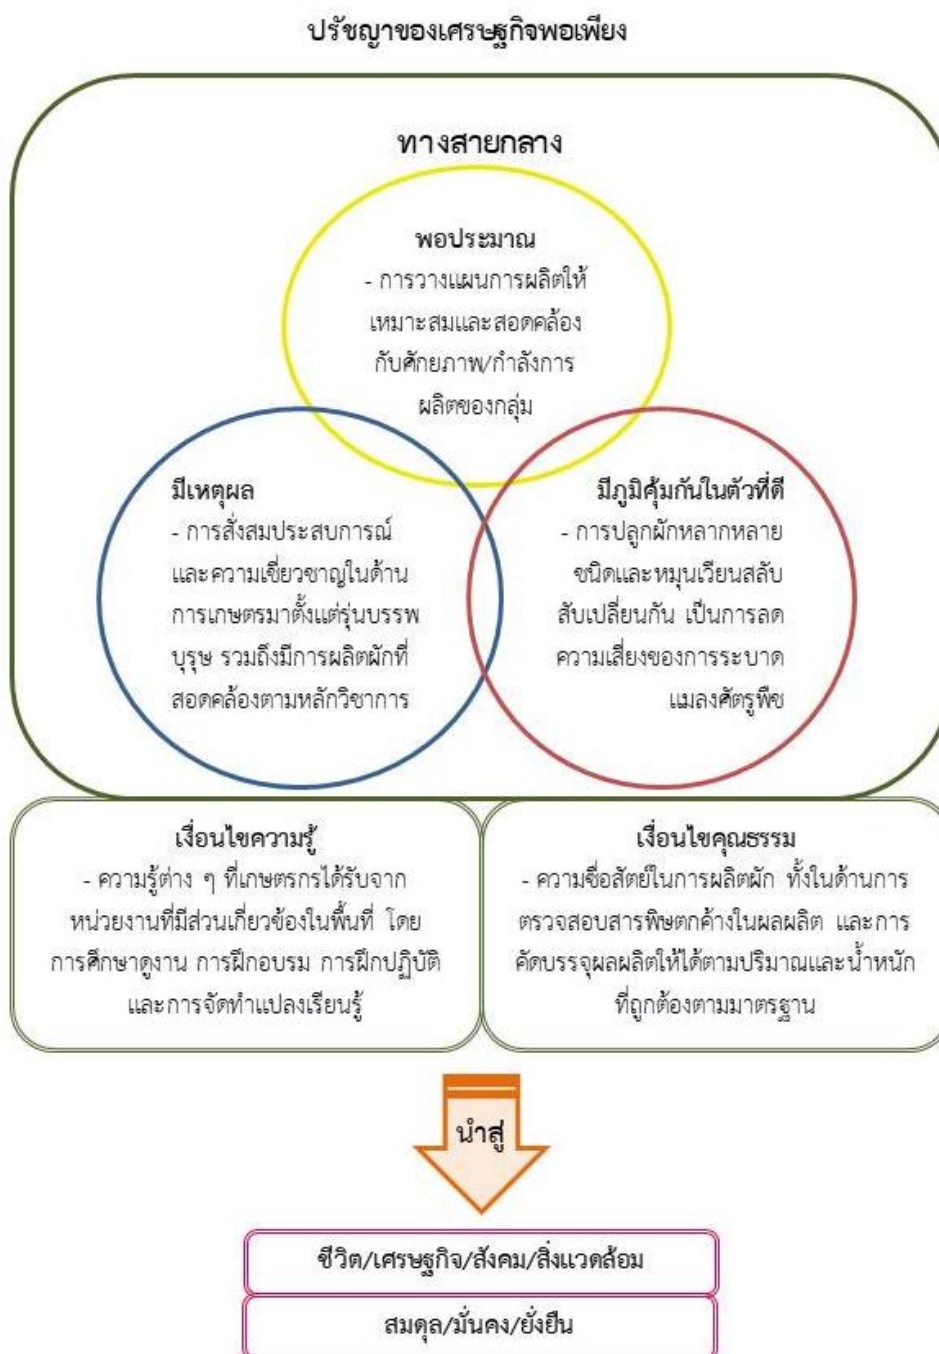 ปรัชญาของเศรษฐกิจพอเพียง
ทางสายกลาง
พอประมาณ
- การวางแผนการผลิตให้
เหมาะสมและสอดคล้อง
กับศักยภาพ/กำลังการ
ผลิตของกลุ่ม
มีเหตุผล
- การสั่งสมประสบการณ์
และความเชี่ยวชาญในด้าน
การเกษตรมาตั้งแต่รุ่นบรรพ
บุรุษ รวมถึงมีการผลิตผักที่
สอดคล้องตามหลักวิชาการ
มีภูมิคุ้มกันในตัวที่ดี
- การปลูกผักหลากหลาย
ชนิดและหมุนเวียนสลับ
สับเปลี่ยนกัน เป็นการลด
ความเสี่ยงของการระบาด
แมลงศัตรูพืช
เงื่อนไขความรู้
- ความรู้ต่าง ๆ ที่เกษตรกรได้รับจาก
หน่วยงานที่มีส่วนเกี่ยวข้องในพื้นที่ โดย
การศึกษาดูงาน การฝึกอบรม การฝึกปฏิบัติ
และการจัดทำแปลงเรียนรู้
เงื่อนไขคุณธรรม
- ความซื่อสัตย์ในการผลิตผัก ทั้งในด้านการ
ตรวจสอบสารพิษตกค้างในผลผลิต และการ
คัดบรรจุผลผลิตให้ได้ตามปริมาณและน้ำหนัก
ที่ถูกต้องตามมาตรฐาน
นำสู่
ชีวิต/เศรษฐกิจ/สังคม/สิ่งแวดล้อม
สมดุล/มั่นคง/ยั่งยืน